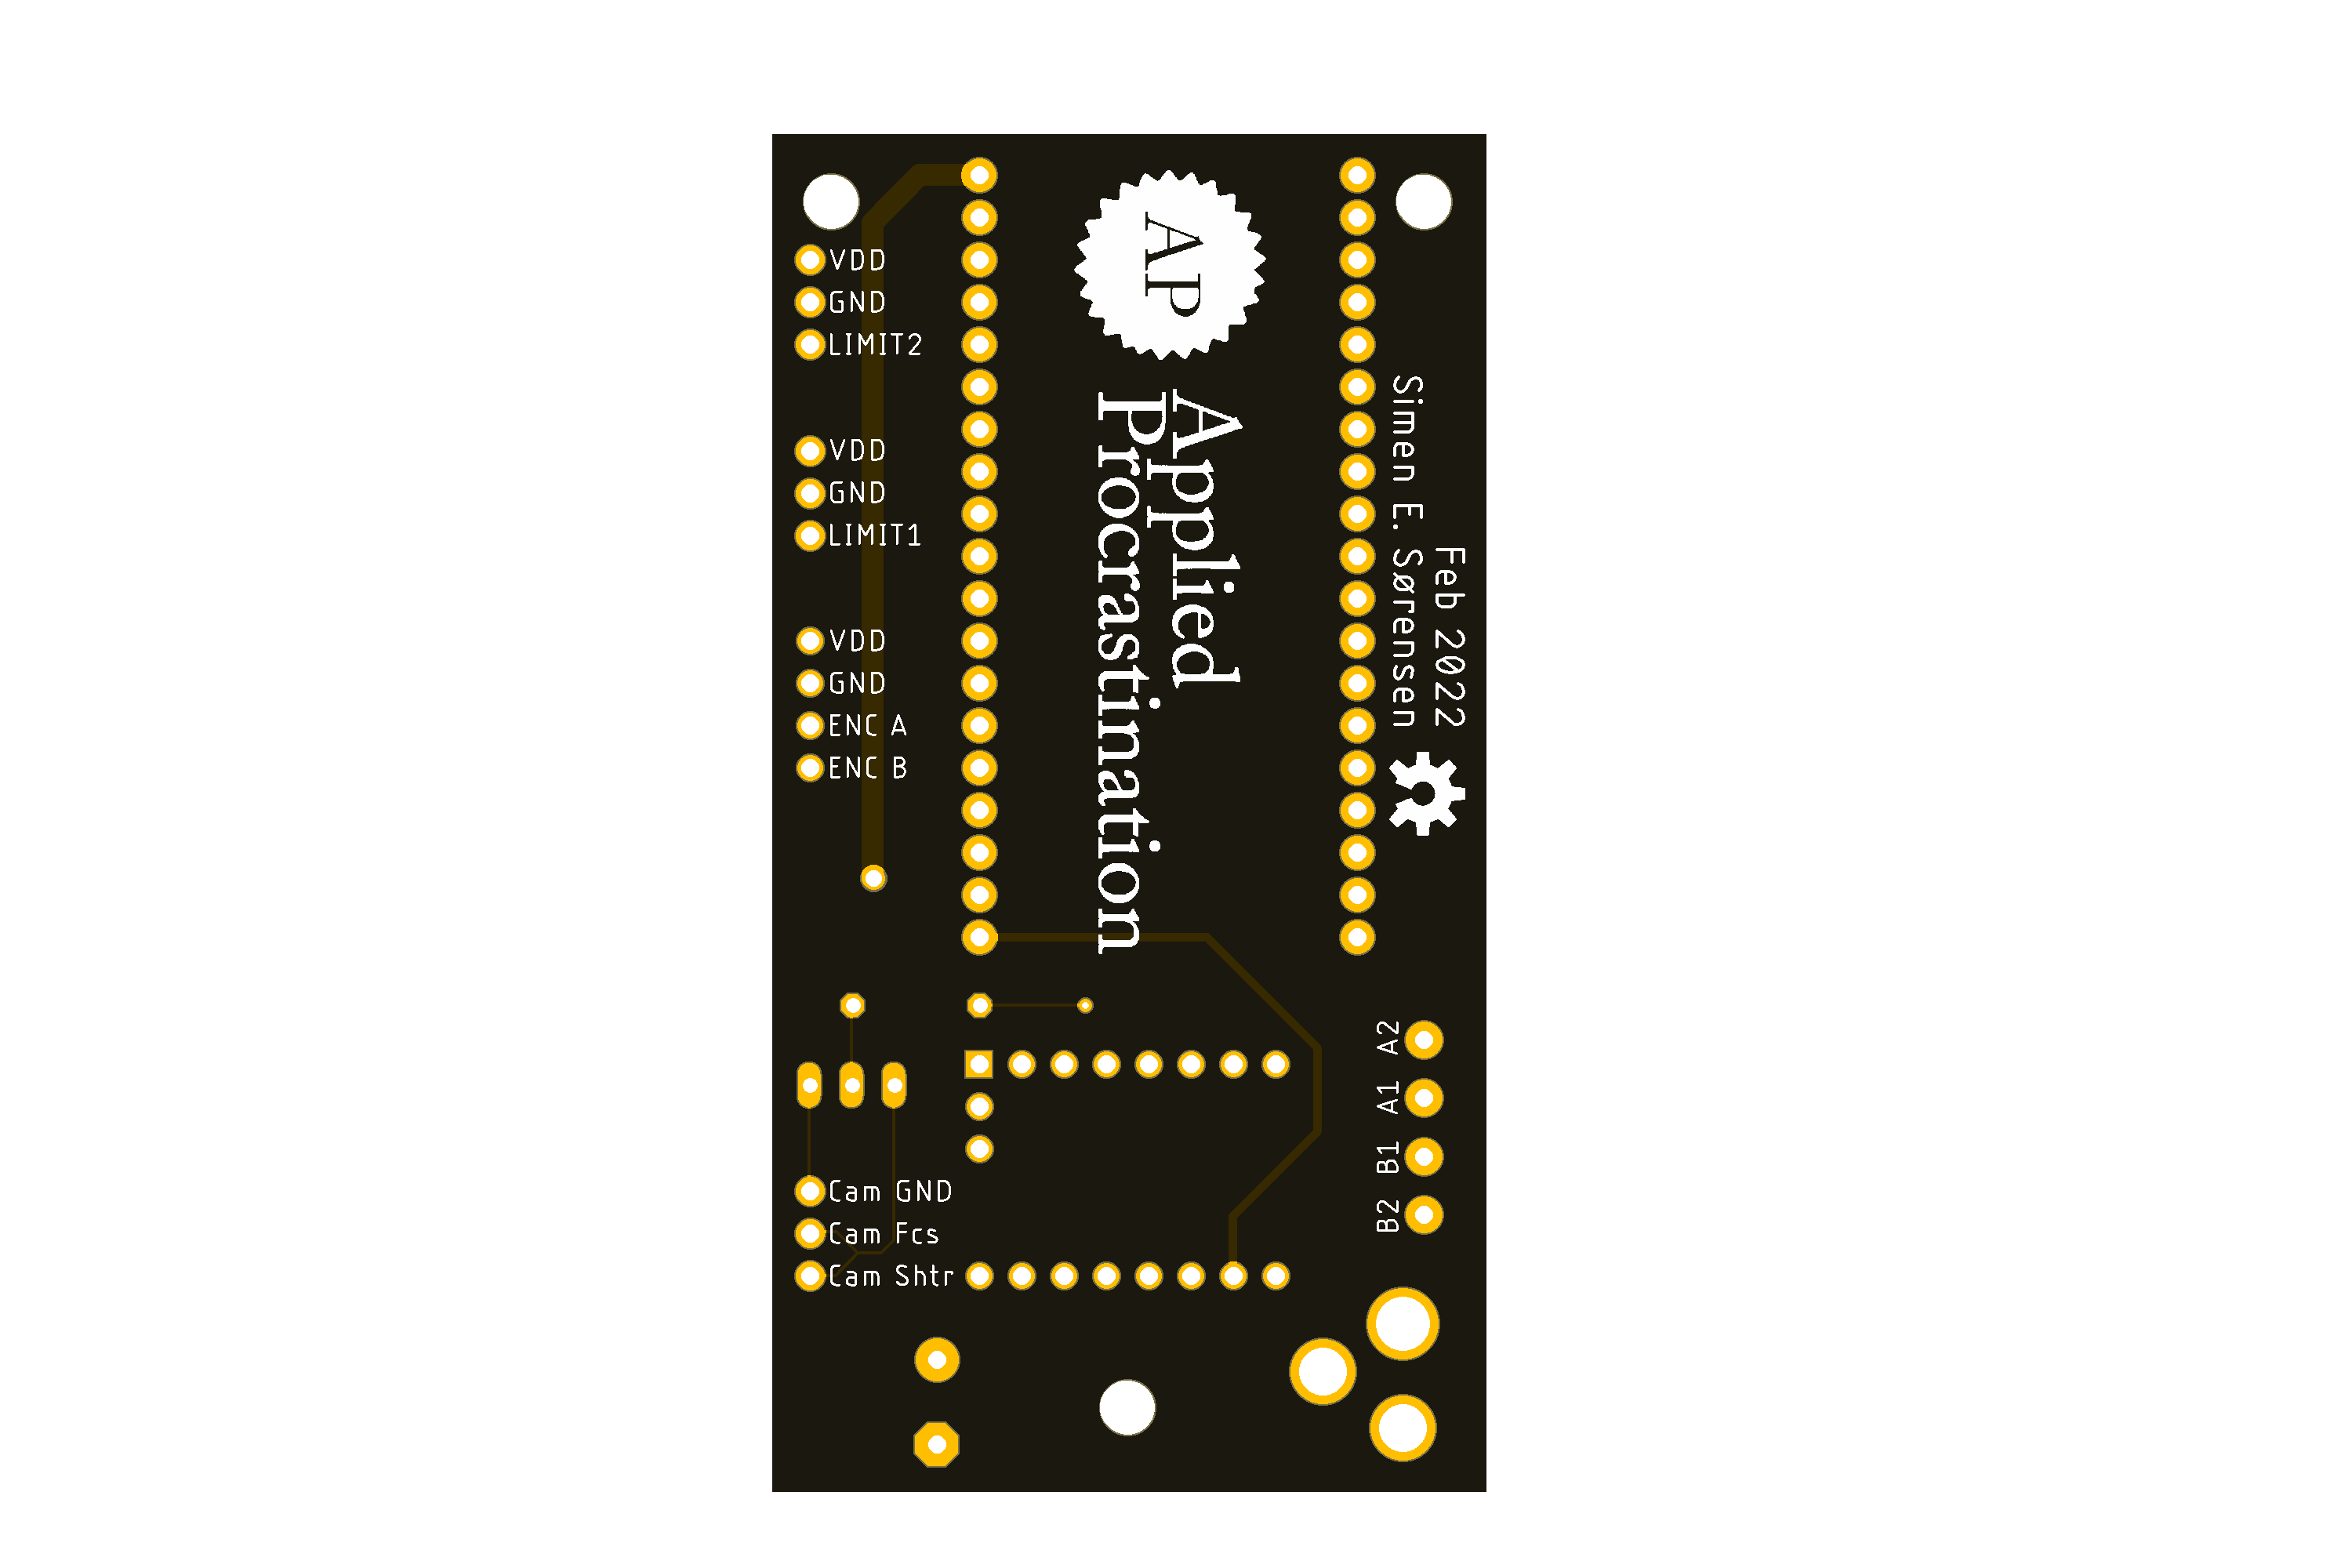 VDD
GND
LIMIT2
VDD
GND
LIMIT1
VDD
GND
ENC A
ENC B
AP
Applied
Procrastination
Feb 2022
Simen E. Sørensen
A2
A1
B1
B2
Cam GND
Cam Fcs
Cam Shtr